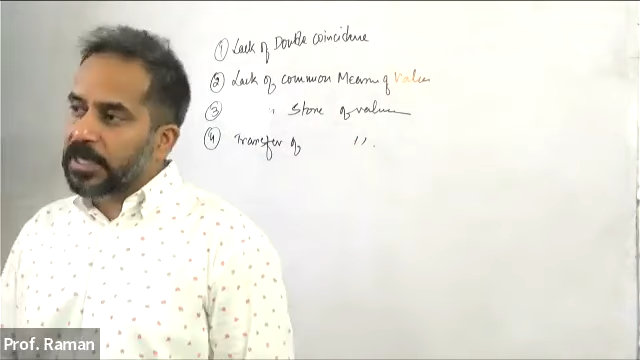 ① Lack of Double coincidence
② Lack of common Means of value
③ " Store of value
④ Transfer of ".
Prof. Raman